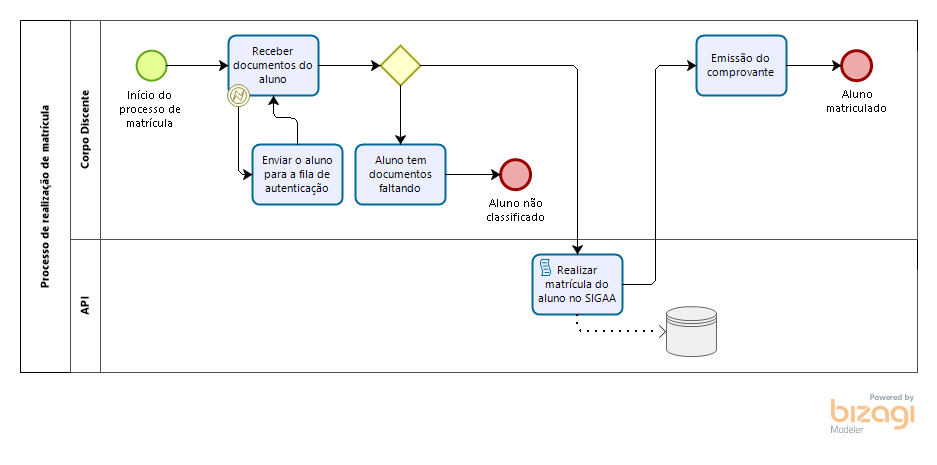 Processo de realização de matrícula
Corpo Discente
API
Início do
processo de
matrícula
Receber
documentos do
aluno
Enviar o aluno
para a fila de
autenticação
Aluno tem
documentos
faltando
Aluno não
classificado
Realizar
matrícula do
aluno no SIGAA
Emissão do
comprovante
Aluno
matriculado
Powered by
bizagi
Modeler